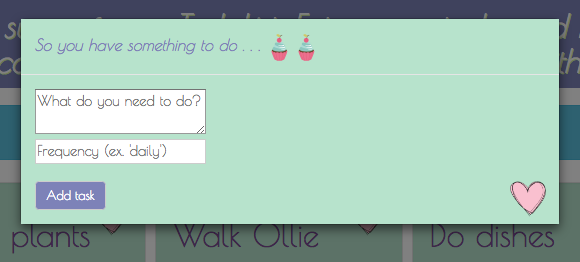 So you have something to do . . .
What do you need to do?
Frequency (ex. 'daily')
Add task
plants
Walk Ollie
Do dishes